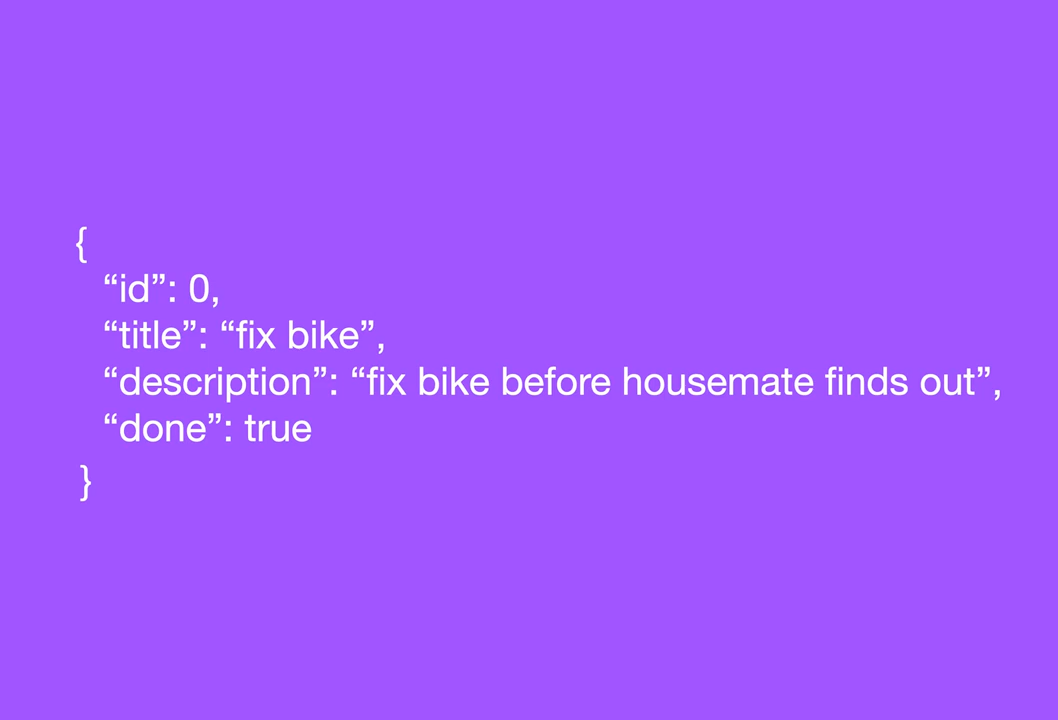 {
“id”: 0,
“title”: “fix bike”,
“description”: “fix bike before housemate finds out”,
“done”: true
}